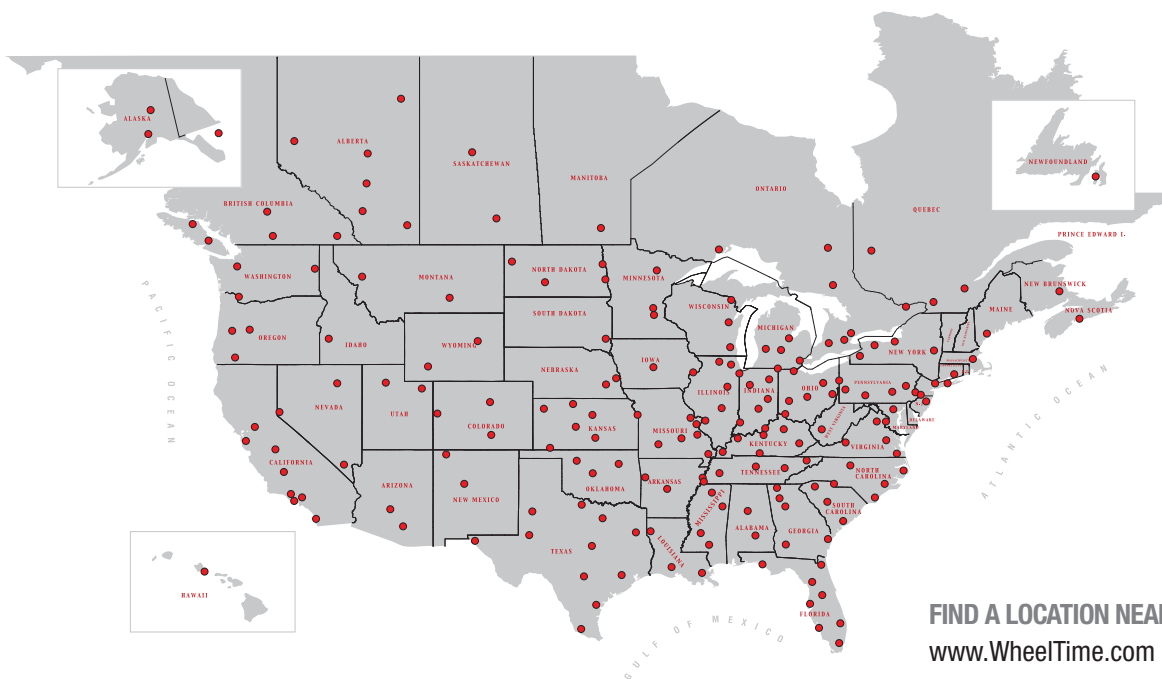 ALASKA
ALBERTA
SASKATCHEWAN
MANITOBA
ONTARIO
QUEBEC
NEWFOUNDLAND
BRITISH COLUMBIA
PRINCE EDWARD I.
WASHINGTON
MONTANA
NORTH DAKOTA
MINNESOTA
NEW BRUNSWICK
NOVA SCOTIA
MAINE
OREGON
IDAHO
WYOMING
SOUTH DAKOTA
WISCONSIN
MICHIGAN
NEW YORK
PACIFIC OCEAN
NEBRASKA
IOWA
ILLINOIS
INDIANA
OHIO
PENNSYLVANIA
NEVADA
UTAH
COLORADO
KANSAS
MISSOURI
KENTUCKY
WEST VIRGINIA
VIRGINIA
MARYLAND
DELAWARE
ATLANTIC OCEAN
CALIFORNIA
ARIZONA
NEW MEXICO
OKLAHOMA
ARKANSAS
TENNESSEE
NORTH
CAROLINA
SOUTH
CAROLINA
MISSISSIPPI
ALABAMA
GEORGIA
TEXAS
LOUISIANA
FLORIDA
HAWAII
GULF OF MEXICO
FIND A LOCATION NEA
www.WheelTime.com